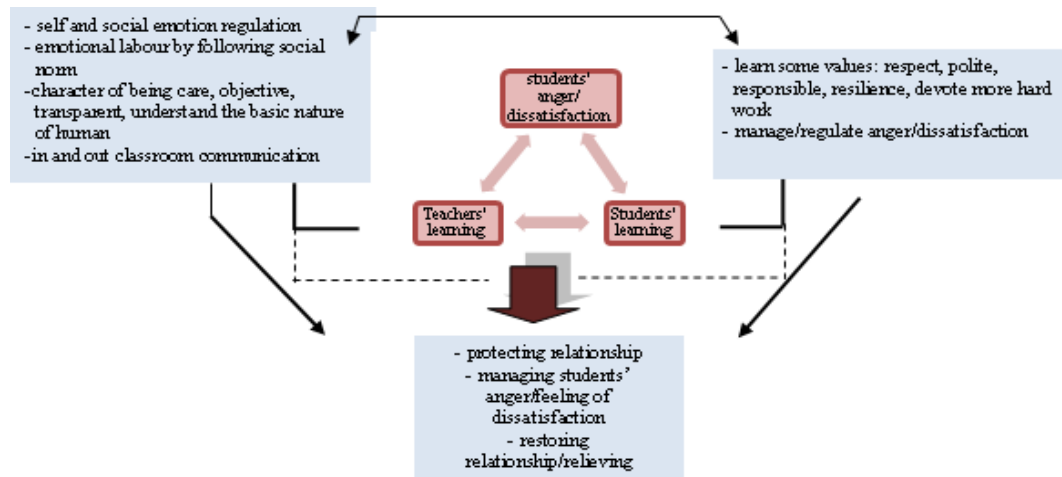 - self and social emotion regulation
- emotional labour by following social
norm
-character of being care, objective,
transparent, understand the basic nature
of human
-in and out classroom communication
students'
anger/
dissatisfaction
- learn some values: respect, polite,
responsible, resilience, devote more hard
work
- manage/regulate anger/dissatisfaction
Teachers'
learning
Students'
learning
- protecting relationship
- managing students’
anger/feeling of
dissatisfaction
- restoring
relationship/relieving